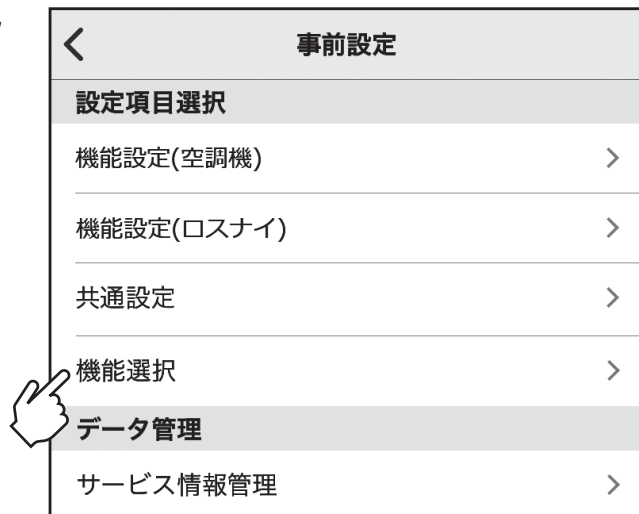 事前設定
設定項目選択
機能設定(空調機)
機能設定(ロスナイ)
共通設定
機能選択
データ管理
サービス情報管理